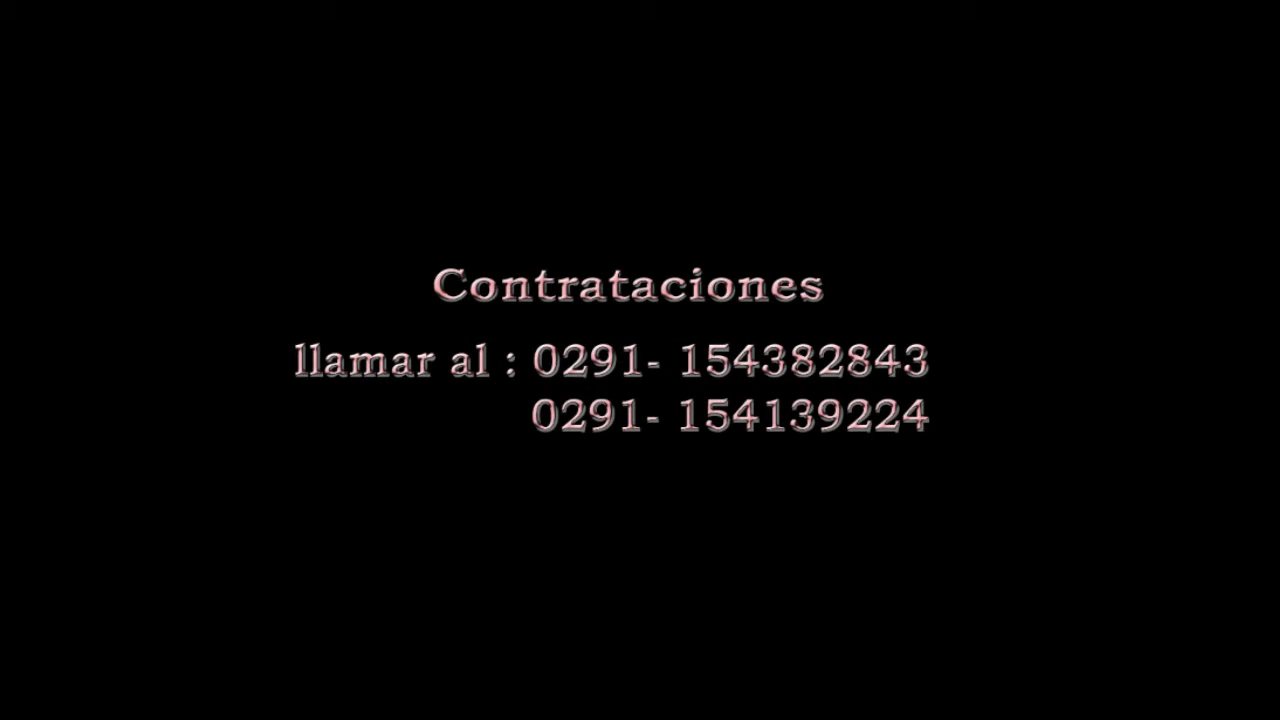 Contrataciones
llamar al : 0291- 154382843
0291- 154139224